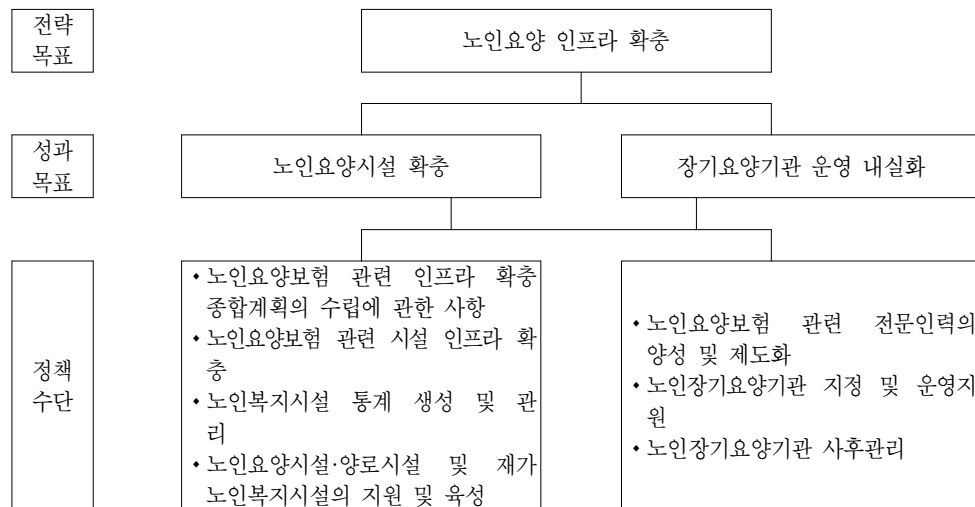 전략
목표
노인요양 인프라 확충
성과
목표
노인요양시설 확충
장기요양기관 운영 내실화
정책
수단
노인요양보험 관련 인프라 확충
종합계획의 수립에 관한 사항
노인요양보험 관련 시설 인프라 확
충
노인복지시설 통계 생성 및 관
리
노인요양시설·양로시설 및 재가
노인복지시설의 지원 및 육성
노인요양보험 관련 전문인력의
양성 및 제도화
노인장기요양기관 지정 및 운영지
원
노인장기요양기관 사후관리